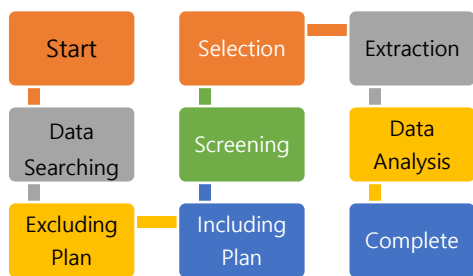 Start
Data
Searching
Excluding
Plan
Including
Plan
Screening
Selection
Extraction
Data
Analysis
Complete